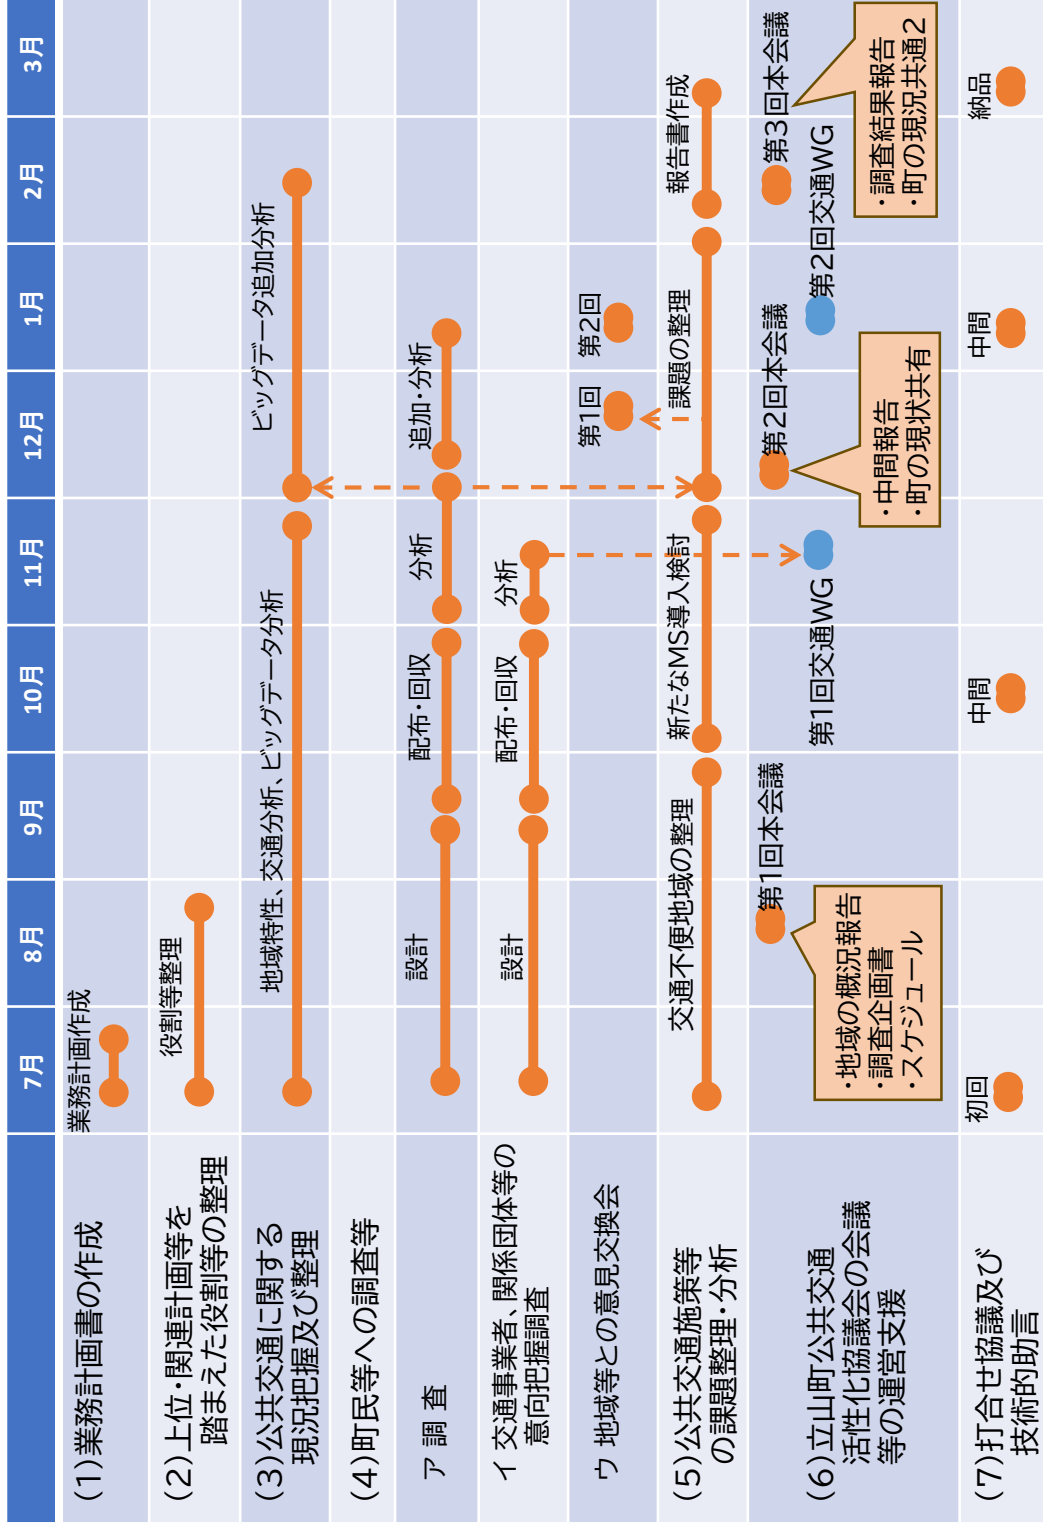 7月
8月
9月
10月
11月
12月
1月
2月
3月
(1)業務計画書の作成
業務計画作成
(2)上位・関連計画等を
踏まえた役割等の整理
役割等整理
(3)公共交通に関する
現況把握及び整理
地域特性、交通分析、ビッグデータ分析
ビッグデータ追加分析
(4)町民等への調査等
ア 調 査
設計
配布・回収
分析
追加・分析
イ 交通事業者、関係団体等の
意向把握調査
設計
配布・回収
分析
ウ 地域等との意見交換会
第1回
第2回
(5)公共交通施策等
の課題整理・分析
交通不便地域の整理
新たなMS導入検討
課題の整理
報告書作成
(6)立山町公共交通
活性化協議会の会議
等の運営支援
第1回本会議
・地域の概況報告
・調査企画書
・スケジュール
第1回交通WG
第2回本会議
・中間報告
・町の現状共有
第2回交通WG
第3回本会議
・調査結果報告
・町の現況共通2
(7)打合せ協議及び
技術的助言
初回
中間
中間
納品